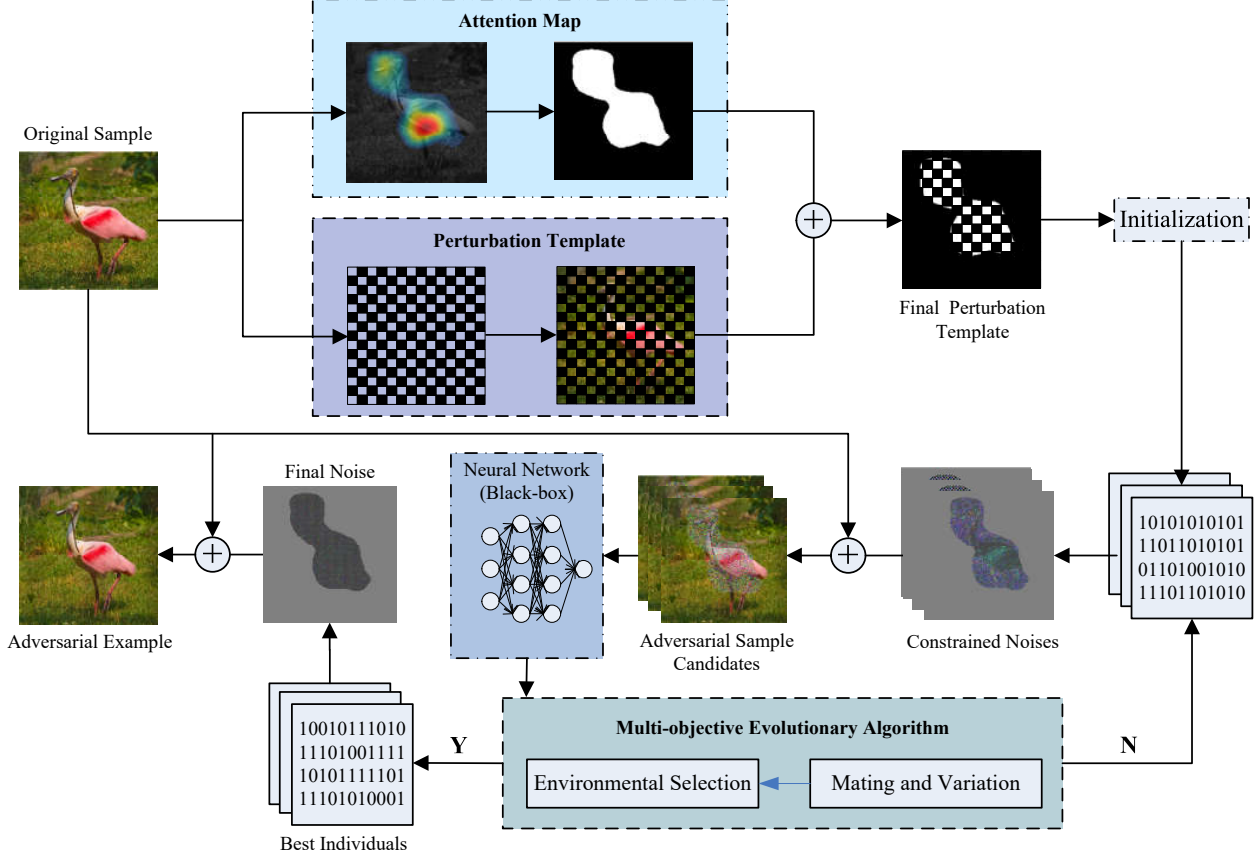 Attention Map
Original Sample
Perturbation Template
Initialization
Final Perturbation
Template
Final Noise
Neural Network
(Black-box)
10101010101
11011010101
01101001010
11101101010
Adversarial Example
Adversarial Sample
Candidates
Constrained Noises
10010111010
11101001111
10101111101
11101010001
Best Individuals
Y
Multi-objective Evolutionary Algorithm
N
Environmental Selection
Mating and Variation